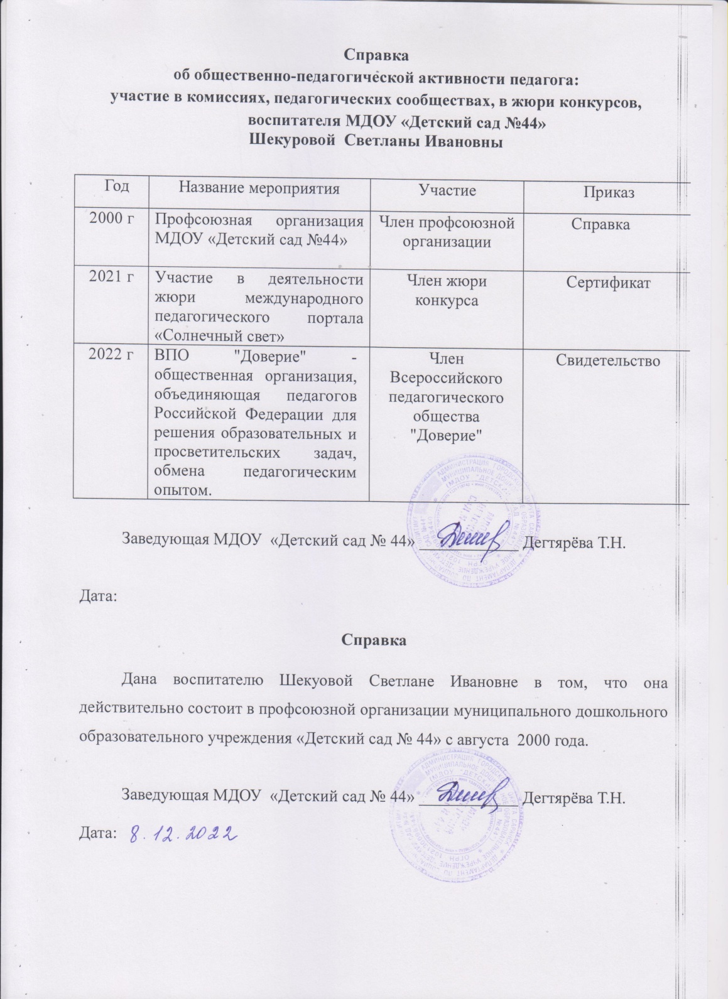 Справка
об общественно-педагогической активности педагога:
участие в комиссиях, педагогических сообществах, в жюри конкурсов,
воспитателя МДОУ «Детский сад №44»
Шекуровой Светланы Ивановны
Год Название мероприятия Участие Приказ
2000 г
Профсоюзная организация
МДОУ «Детский сад №44»
Член профсоюзной
организации
Справка
2021 г
Участие в деятельности
жюри международного
педагогического портала
«Солнечный свет»
Член жюри
конкурса
Сертификат
2022 г
ВПО "Доверие" -
общественная организация,
объединяющая педагогов
Российской Федерации для
решения образовательных и
просветительских задач,
обмена педагогическим
опытом.
Член
Всероссийского
педагогического
общества
"Доверие"
Свидетельство
Заведующая МДОУ «Детский сад № 44» ____________ Дегтярёва Т.Н.
Дата:
Справка
Дана воспитателю Шекуовой Светлане Ивановне в том, что она
действительно состоит в профсоюзной организации муниципального дошкольного
образовательного учреждения «Детский сад № 44» с августа 2000 года.
Заведующая МДОУ «Детский сад № 44» ____________ Дегтярёва Т.Н.
Дата: 8.12.2022